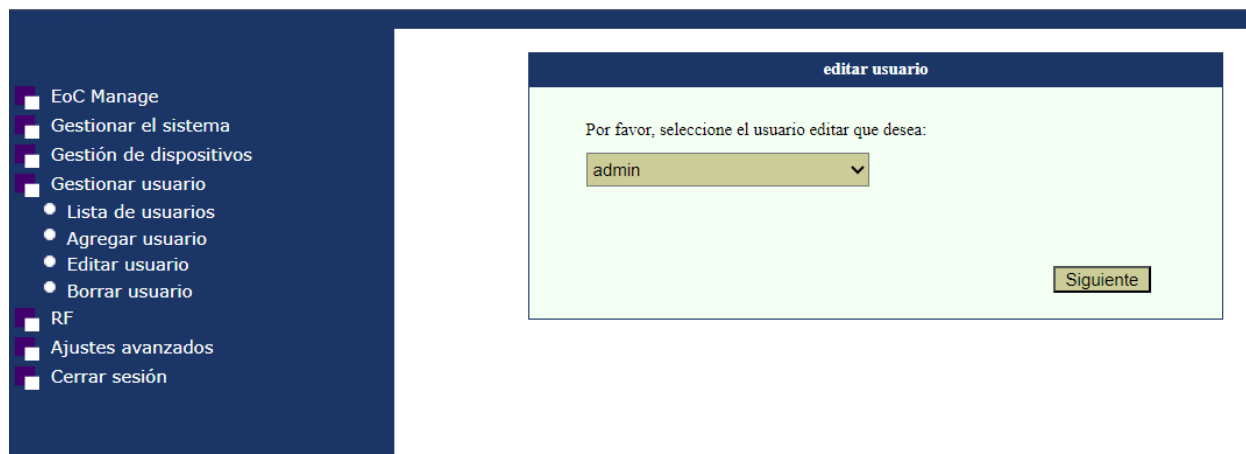 EoC Manage
Gestionar el sistema
Gestión de dispositivos
Gestionar usuario
Lista de usuarios
Agregar usuario
Editar usuario
Borrar usuario
RF
Ajustes avanzados
Cerrar sesión
editar usuario
Por favor, seleccione el usuario editar que desea:
admin
Siguiente